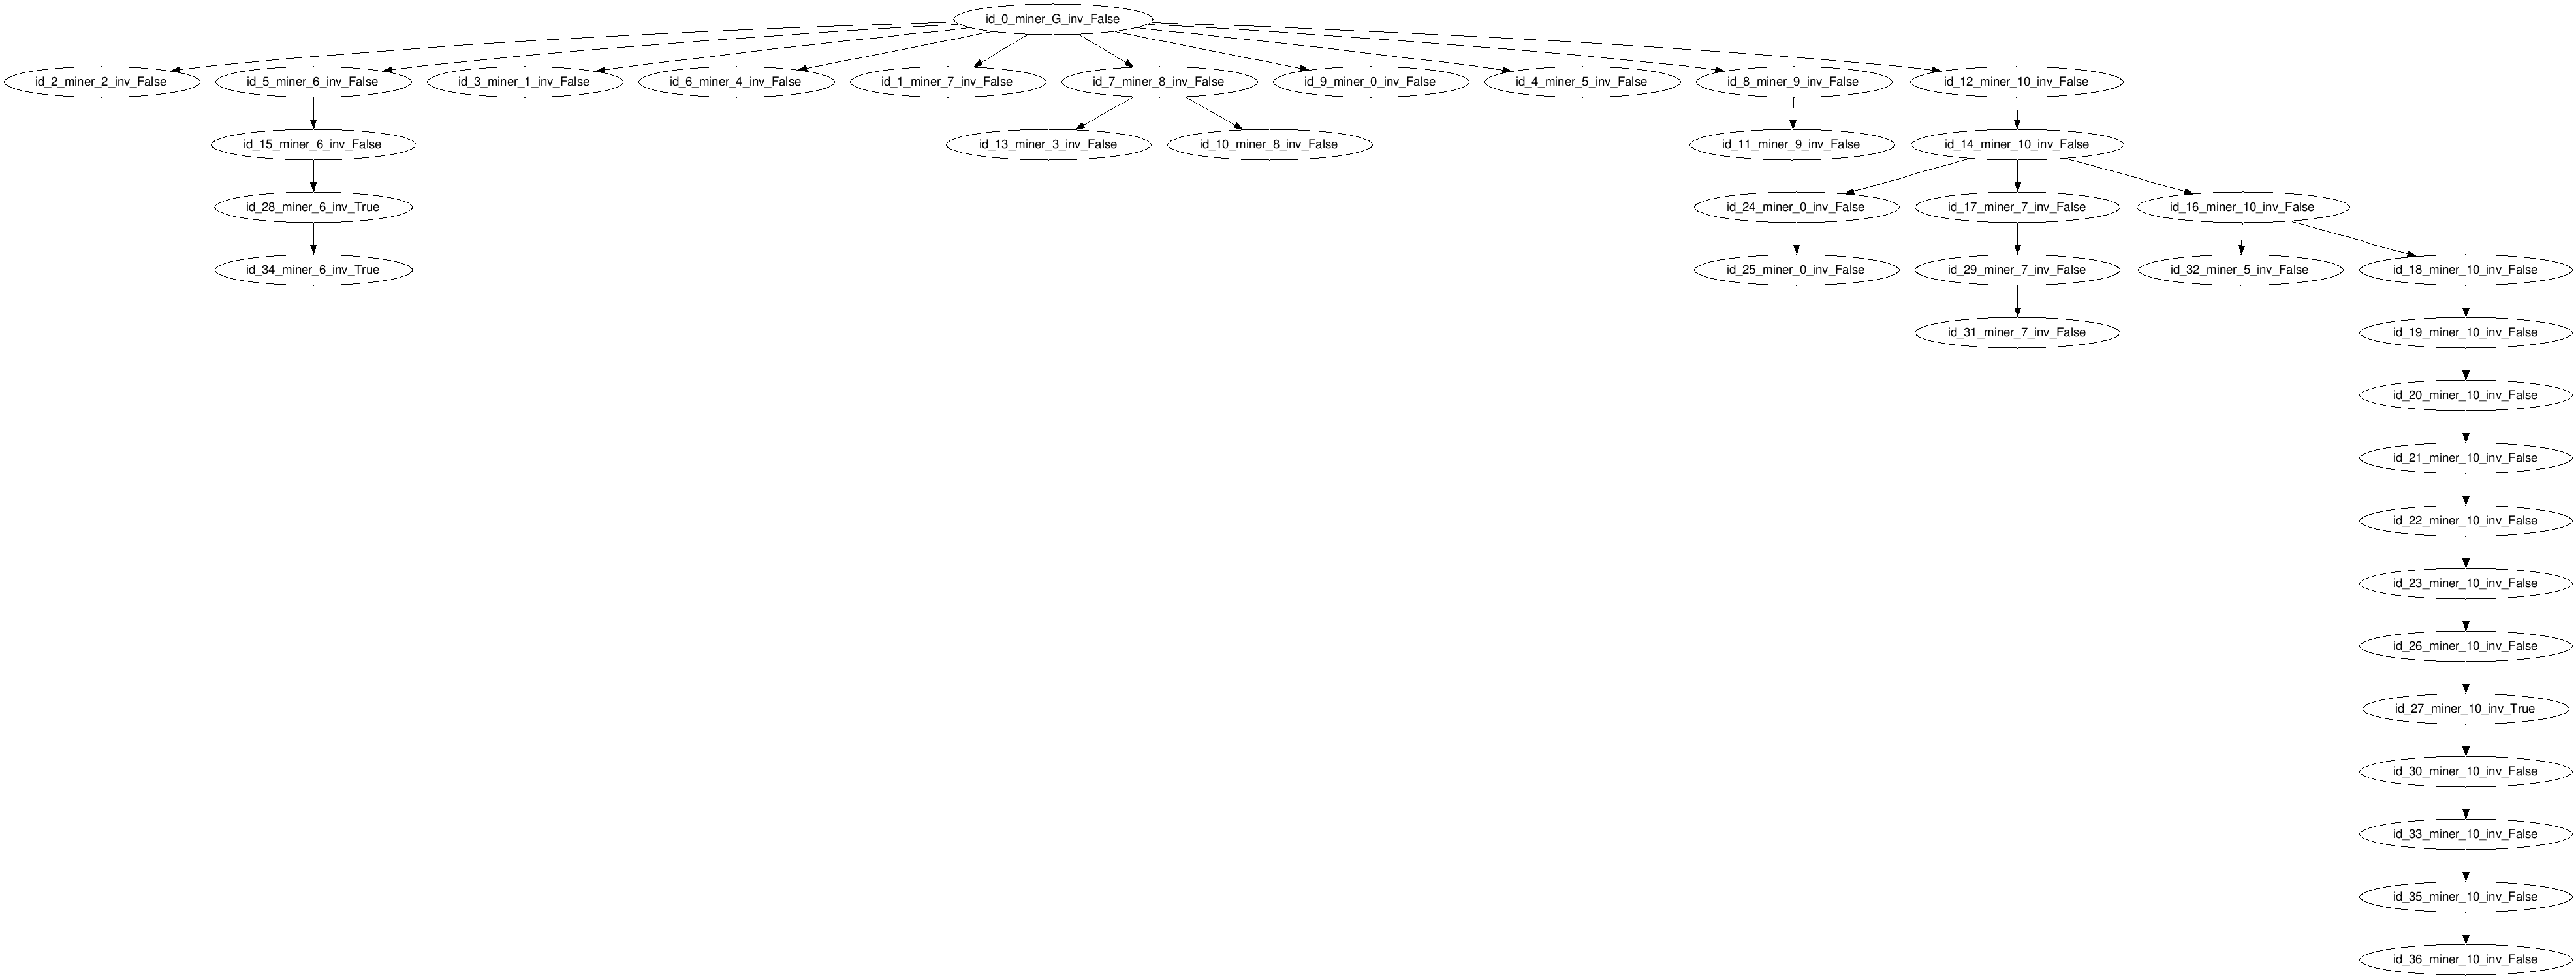 id_0_miner_G_inv_False
id_2_miner_2_inv_False
id_5_miner_6_inv_False
id_3_miner_1_inv_False
id_6_miner_4_inv_False
id_1_miner_7_inv_False
id_7_miner_8_inv_False
id_9_miner_0_inv_False
id_4_miner_5_inv_False
id_8_miner_9_inv_False
id_12_miner_10_inv_False
id_15_miner_6_inv_False
id_13_miner_3_inv_False
id_10_miner_8_inv_False
id_11_miner_9_inv_False
id_14_miner_10_inv_False
id_28_miner_6_inv_True
id_24_miner_0_inv_False
id_17_miner_7_inv_False
id_16_miner_10_inv_False
id_34_miner_6_inv_True
id_25_miner_0_inv_False
id_29_miner_7_inv_False
id_32_miner_5_inv_False
id_18_miner_10_inv_False
id_31_miner_7_inv_False
id_19_miner_10_inv_False
id_20_miner_10_inv_False
id_21_miner_10_inv_False
id_22_miner_10_inv_False
id_23_miner_10_inv_False
id_26_miner_10_inv_False
id_27_miner_10_inv_True
id_30_miner_10_inv_False
id_33_miner_10_inv_False
id_35_miner_10_inv_False
id_36_miner_10_inv_False